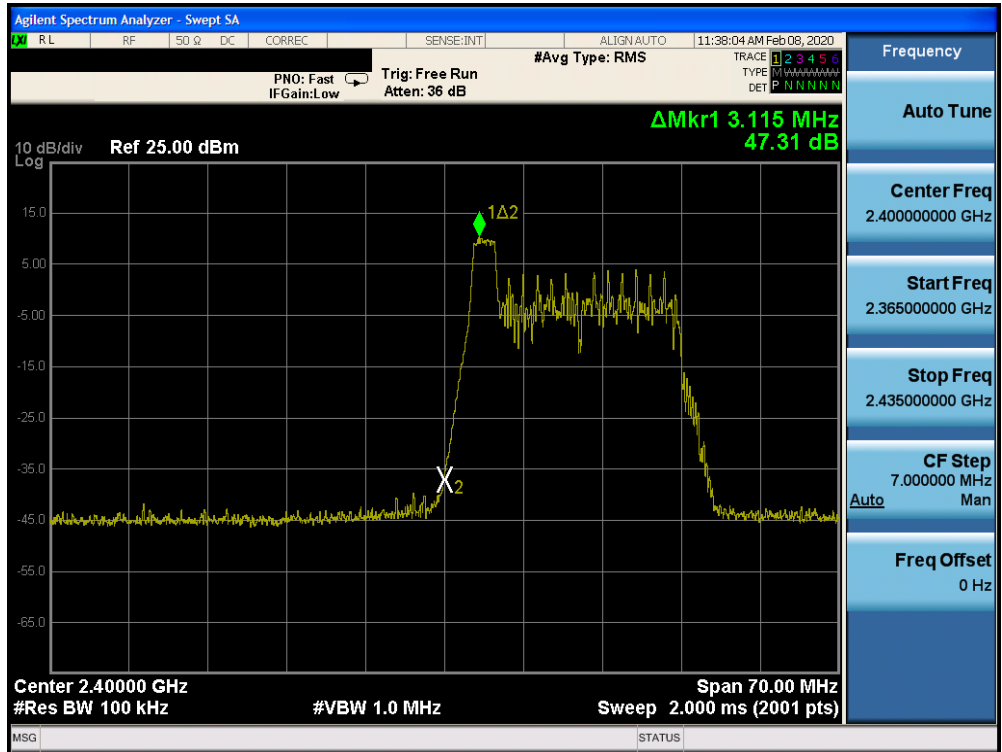 Agilent Spectrum Analyzer - Swept SA
LXI RL RF 50 Ω DC CORREC SENSE:INT ALIGN AUTO 11:38:04 AM Feb 08, 2020
Frequency
#Avg Type: RMS TRACE 1 2 3 4 5 6
PNO: Fast Trig: Free Run TYPE M WWWWW
IFGain:Low Atten: 36 dB DET P N N N N N
Auto Tune
ΔMkr1 3.115 MHz
47.31 dB
10 dB/div Ref 25.00 dBm
Log
Center Freq
2.400000000 GHz
15.0
1Δ2
5.00
Start Freq
2.365000000 GHz
-5.00
-15.0
Stop Freq
2.435000000 GHz
-25.0
-35.0
X2
CF Step
7.000000 MHz
Auto Man
-45.0
-55.0
Freq Offset
0 Hz
-65.0
Center 2.40000 GHz Span 70.00 MHz
#Res BW 100 kHz #VBW 1.0 MHz Sweep 2.000 ms (2001 pts)
MSG STATUS